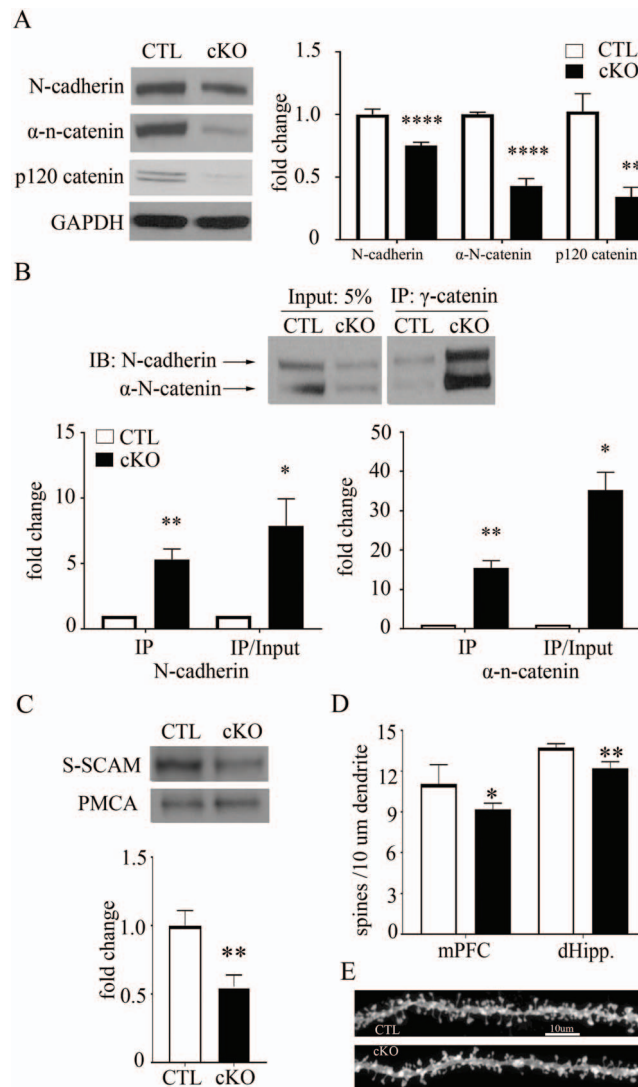 A
CTL cKO
N-cadherin
α-n-catenin
p120 catenin
GAPDH
CTL
cKO
fold change
1.5
1.0
0.5
0
****
****
**
N-cadherin α-N-catenin p120 catenin
B
Input: 5% IP: γ-catenin
CTL cKO CTL cKO
IB: N-cadherin
α-N-catenin
CTL
cKO
fold change
15
10
5
0
**
*
IP IP/Input
N-cadherin
fold change
50
40
30
20
10
0
**
*
IP IP/Input
α-n-catenin
C
CTL cKO
S-SCAM
PMCA
fold change
1.5
1.0
0.5
0
**
CTL cKO
D
spines /10 um dendrite
15
12
9
6
3
0
*
**
mPFC dHipp.
E
CTL
10um
cKO